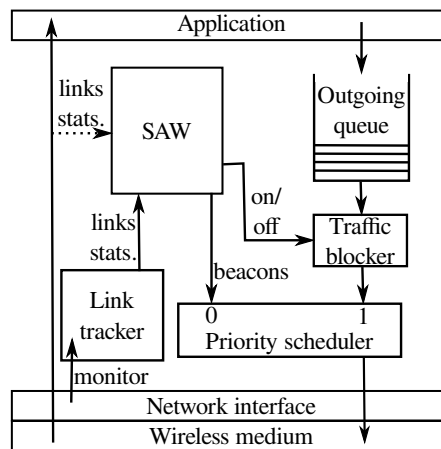 Application
links
stats.
SAW
Outgoing
queue
links
stats.
on/
off
Traffic
blocker
beacons
Link
tracker
0
1
Priority scheduler
monitor
Network interface
Wireless medium